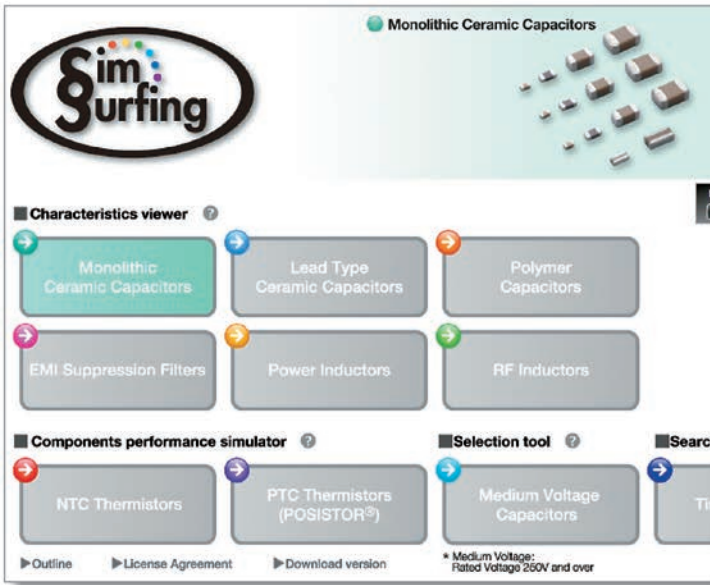 Sim
Surfing
Monolithic Ceramic Capacitors
Characteristics viewer ?
Monolithic
Ceramic Capacitors
Lead Type
Ceramic Capacitors
Polymer
Capacitors
EMI Suppression Filters
Power Inductors
RF Inductors
Components performance simulator ?
Selection tool ?
NTC Thermistors
PTC Thermistors
(POSISTOR®)
Medium Voltage
Capacitors
Outline
License Agreement
Download version
* Medium Voltage:
Rated Voltage 250V and over